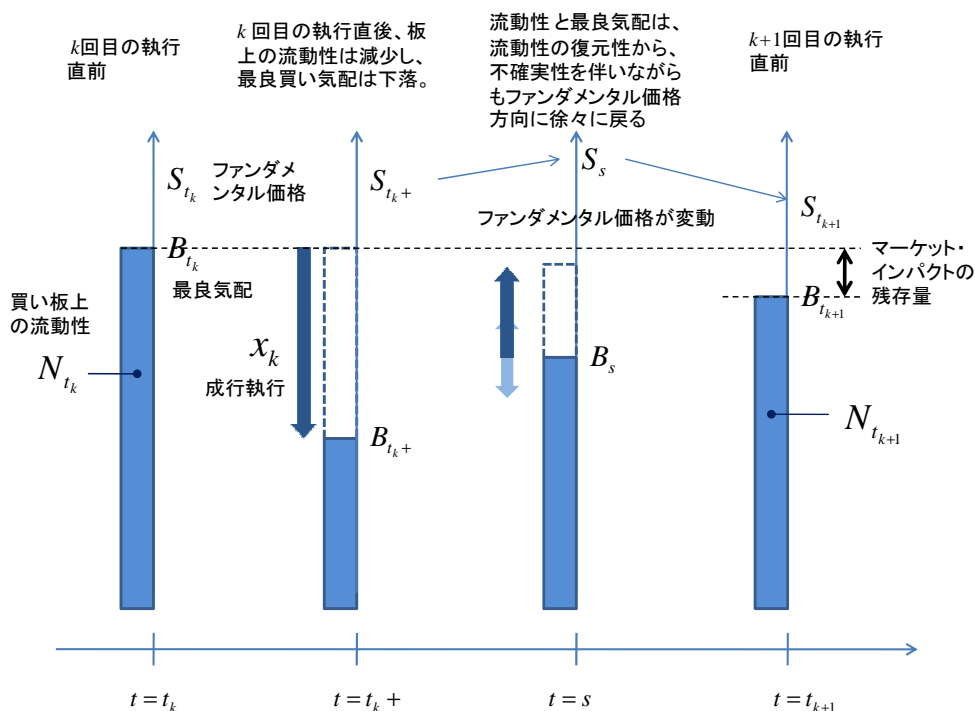 k回目の執行
直前
k 回目の執行直後、板
上の流動性は減少し、
最良買い気配は下落。
流動性 と最良気配は、
流動性の復元性から、
不確実性を伴いながら
もファンダメンタル価格
方向に徐々に戻る
k+1回目の執行
直前
S_{t_k}
ファンダメ
ンタル価格
S_{t_k+}
S_s
S_{t_{k+1}}
ファンダメンタル価格が変動
B_{t_k}
最良気配
マーケット・
インパクトの
残存量
B_{t_{k+1}}
買い板上
の流動性
N_{t_k}
x_k
成行執行
B_{t_k+}
B_s
N_{t_{k+1}}
t = t_k
t = t_k +
t = s
t = t_{k+1}